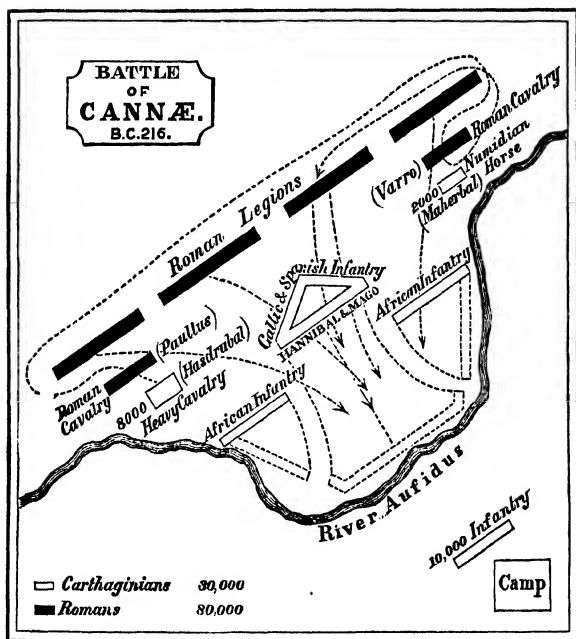 BATTLE
OF
CANNÆ.
B.C. 216.
Roman Legions
Roman Cavalry
(Varro)
2000 Numidian
(Maherbal) Horse
Gallic & Spanish Infantry
HANNIBAL & MAGO
African Infantry
(Paullus)
Roman
Cavalry
(Hasdrubal)
8000
Heavy Cavalry
African Infantry
River Aufidus
10,000 Infantry
Camp
Carthaginians 30,000
Romans 80,000